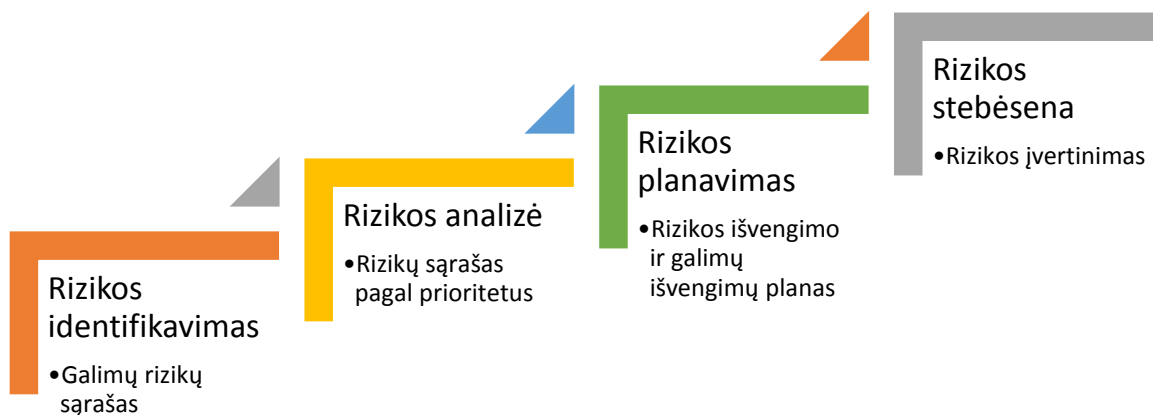 Rizikos
identifikavimas
•Galimų rizikų
sąrašas
Rizikos analizė
•Rizikų sąrašas
pagal prioritetus
Rizikos
planavimas
•Rizikos išvengimo
ir galimų
išvengimų planas
Rizikos
stebėsena
•Rizikos įvertinimas